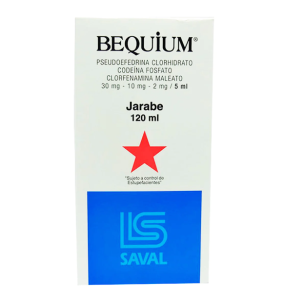 BEQUIUM®
PSEUDOEFEDRINA CLORHIDRATO
CODEÍNA FOSFATO
CLORFENAMINA MALEATO
30 mg - 10 mg - 2 mg / 5 ml
Jarabe
120 ml
"Sujeto a control de
Estupefacientes"
LS
SAVAL